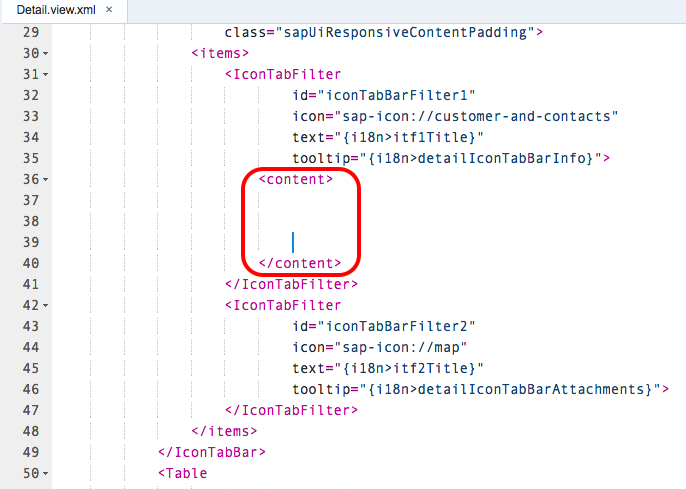 Detail.view.xml ×
29 class="sapUiResponsiveContentPadding">
30 <items>
31 <IconTabFilter
32 id="iconTabBarFilter1"
33 icon="sap-icon://customer-and-contacts"
34 text="{i18n>itf1Title}"
35 tooltip="{i18n>detailIconTabBarInfo}">
36 <content>
37
38
39
40 </content>
41 </IconTabFilter>
42 <IconTabFilter
43 id="iconTabBarFilter2"
44 icon="sap-icon://map"
45 text="{i18n>itf2Title}"
46 tooltip="{i18n>detailIconTabBarAttachments}">
47 </IconTabFilter>
48 </items>
49 </IconTabBar>
50 <Table